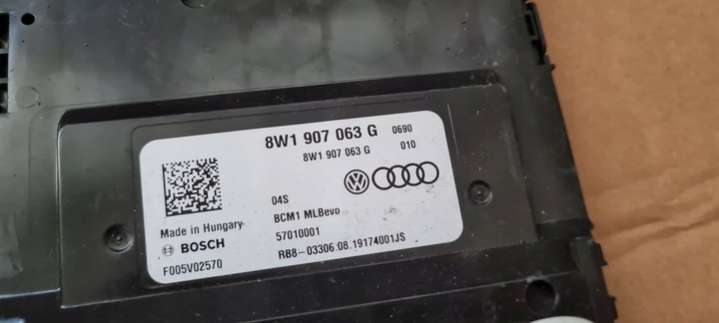 8W1 907 063 G 0690
8W1 907 063 G 010
04S
BCM1 MLBevo
57010001
RB8-03306.08.19174001JS
Made in Hungary
BOSCH
F005V02570